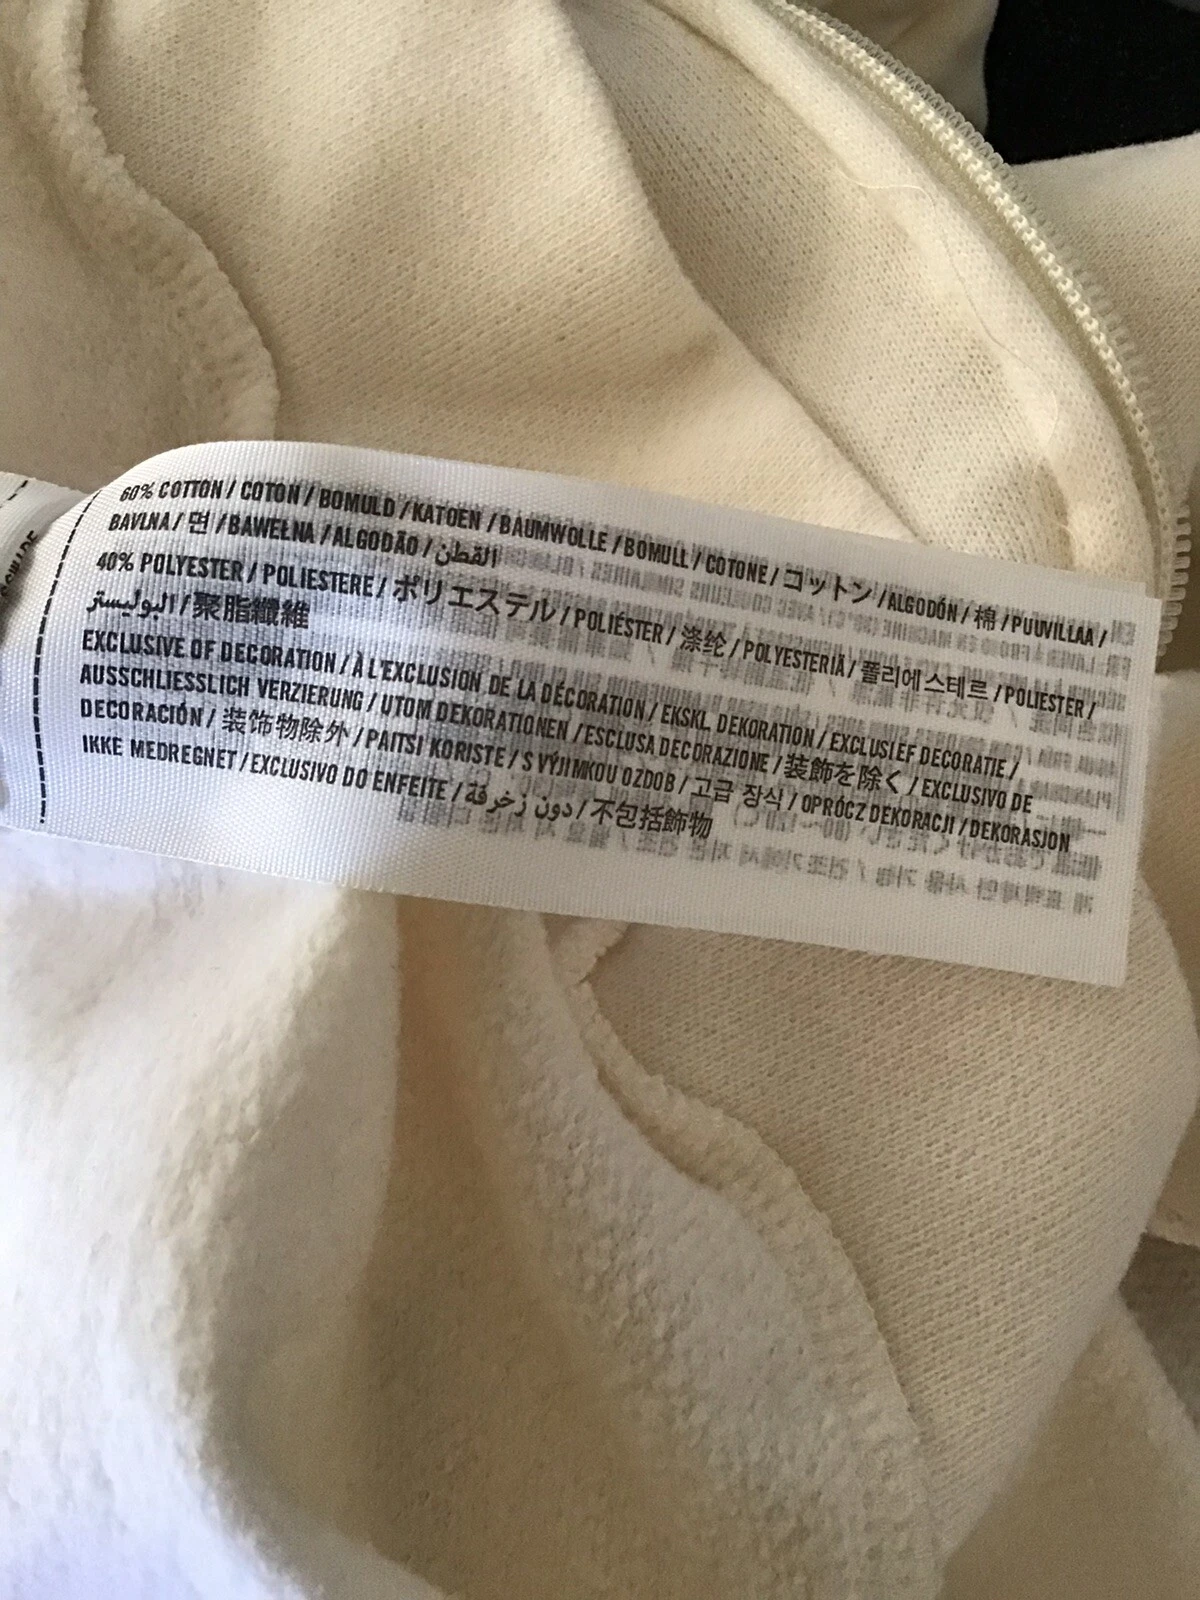 60% COTTON / COTON / BOMULD / KATOEN / BAUMWOLLE / BOMULL / COTONE / コットン / ALGODÓN / 棉 / PUUVILLAA /
BAVLNA / 면 / BAWEŁNA / ALGODÃO / القطن
40% POLYESTER / POLIESTERE / ポリエステル / POLIÉSTER / 涤纶 / POLYESTERIÄ / 폴리에스테르 / POLIESTER /
البوليستر / 聚脂纖維
EXCLUSIVE OF DECORATION / À L'EXCLUSION DE LA DÉCORATION / EKSKL. DEKORATION / EXCLUSIEF DECORATIE /
AUSSCHLIESSLICH VERZIERUNG / UTOM DEKORATIONEN / ESCLUSA DECORAZIONE / 装飾を除く / EXCLUSIVO DE
DECORACIÓN / 装饰物除外 / PAITSI KORISTE / S VÝJIMKOU OZDOB / 고급 장식 / OPRÓCZ DEKORACJI / DEKORASJON
IKKE MEDREGNET / EXCLUSIVO DO ENFEITE / دون زخرفة / 不包括飾物